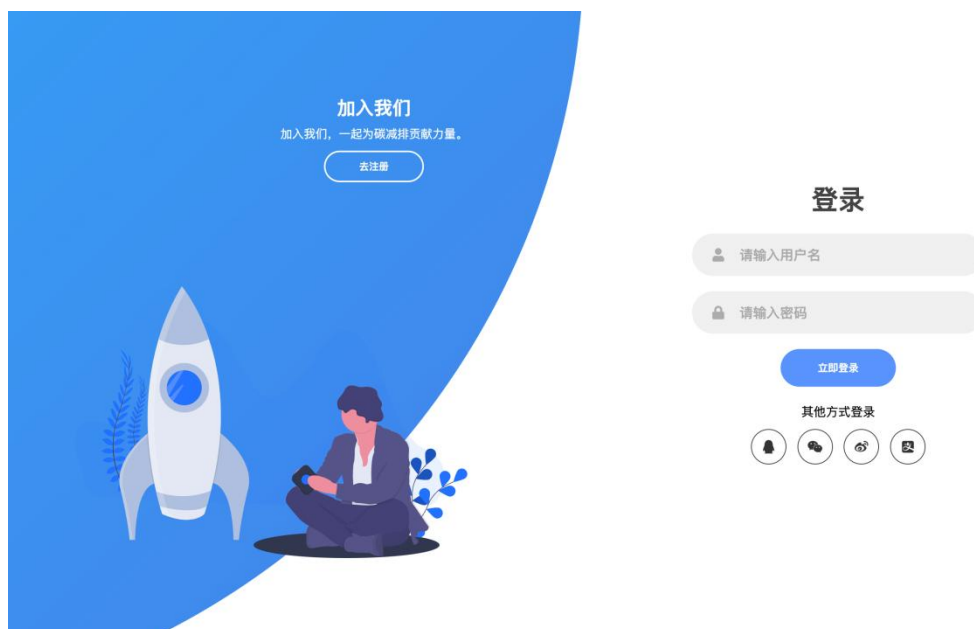 加入我们
加入我们，一起为碳减排贡献力量。
去注册
登录
请输入用户名
请输入密码
立即登录
其他方式登录
支